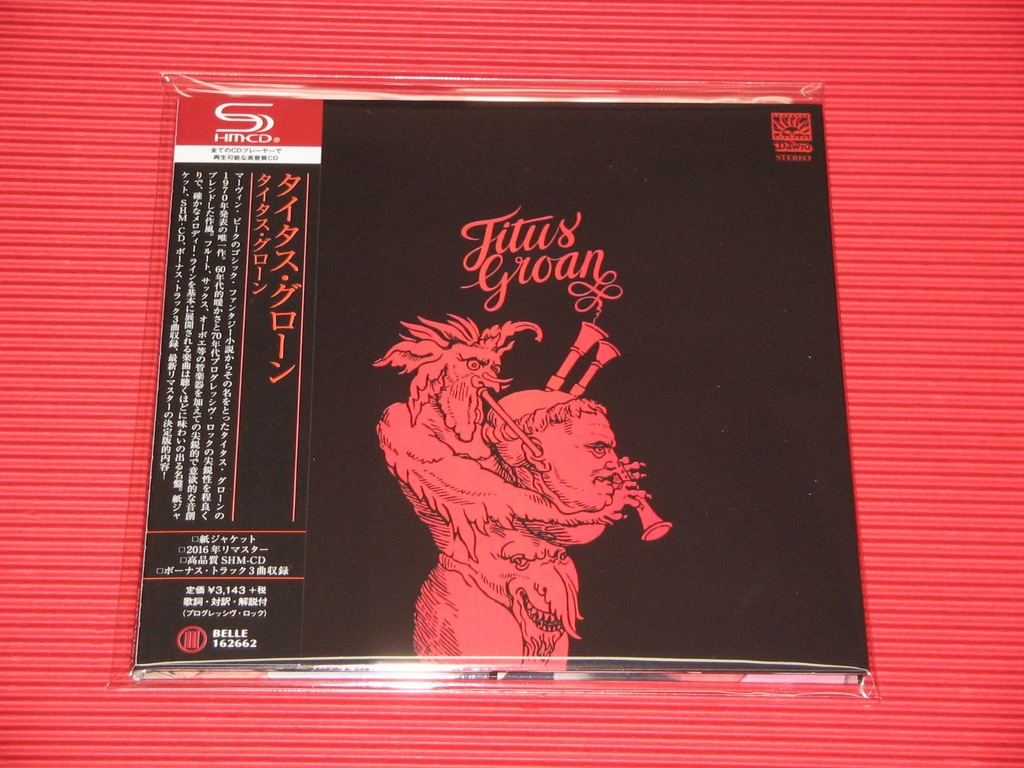 SHM-CD®
全てのCDプレーヤーで
再生可能な高音質CD
タイタス・グローン
タイタス・グローン
マーヴィン・ピークのゴシック・ファンタジー小説からその名をとったタイタス・グローンの
1970年発表の唯一作。60年代的暖かさと70年代プログレッシヴ・ロックの尖鋭性を程良く
ブレンドした作風。フルート、サックス、オーボエ等の管楽器を加えての尖鋭的で意欲的な音創
りで、確かなメロディー・ラインを基本に展開される楽曲は聴くほどに味わいの出る名盤。紙ジャ
ケット、SHM-CD、ボーナス・トラック3曲収録、最新リマスターの決定版的内容！
□紙ジャケット
□2016年リマスター
□高品質SHM-CD
□ボーナス・トラック3曲収録
定価¥3,143+税
歌詞・対訳・解説付
(プログレッシヴ・ロック)
BELLE
162662
Titus
Groan
DAWN
STEREO